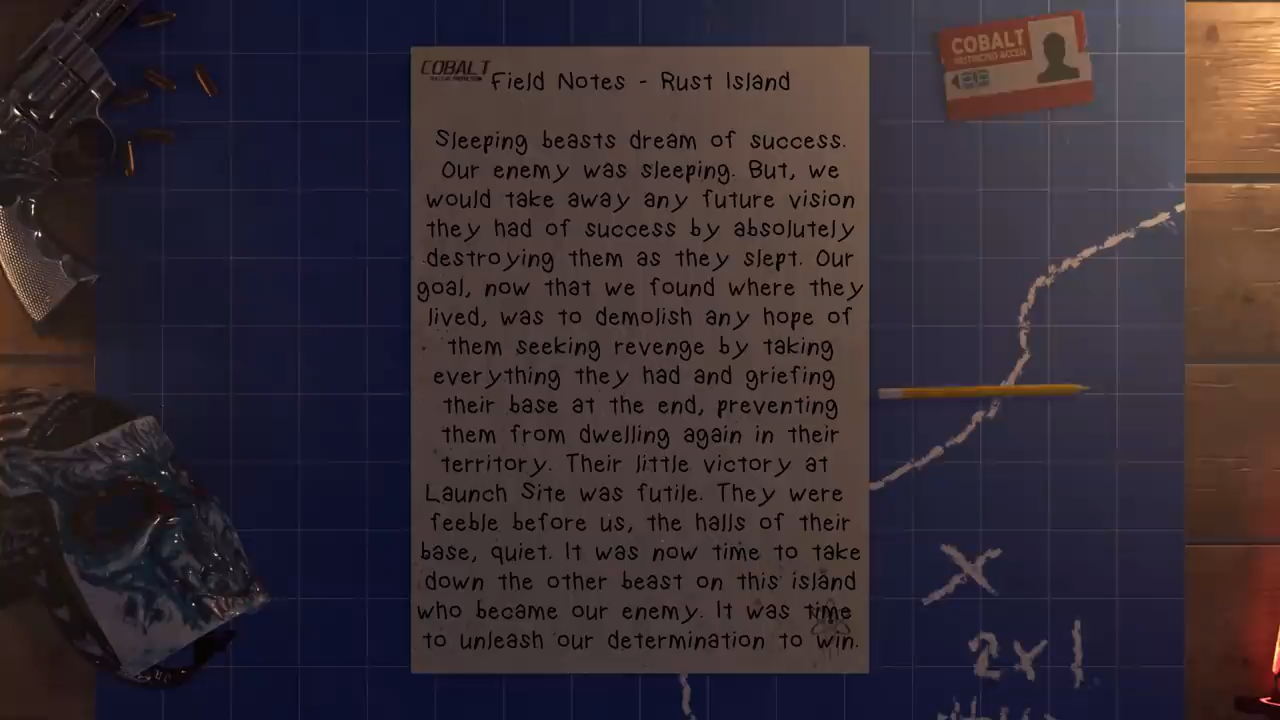 COBALT
Field Notes - Rust Island
Sleeping beasts dream of success.
Our enemy was sleeping. But, we
would take away any future vision
they had of success by absolutely
destroying them as they slept. Our
goal, now that we found where they
lived, was to demolish any hope of
them seeking revenge by taking
everything they had and griefing
their base at the end, preventing
them from dwelling again in their
territory. Their little victory at
Launch Site was futile. They were
feeble before us, the halls of their
base, quiet. It was now time to take
down the other beast on this island
who became our enemy. It was time
to unleash our determination to win.
COBALT
RESTRICTED ACCESS
X
2x1